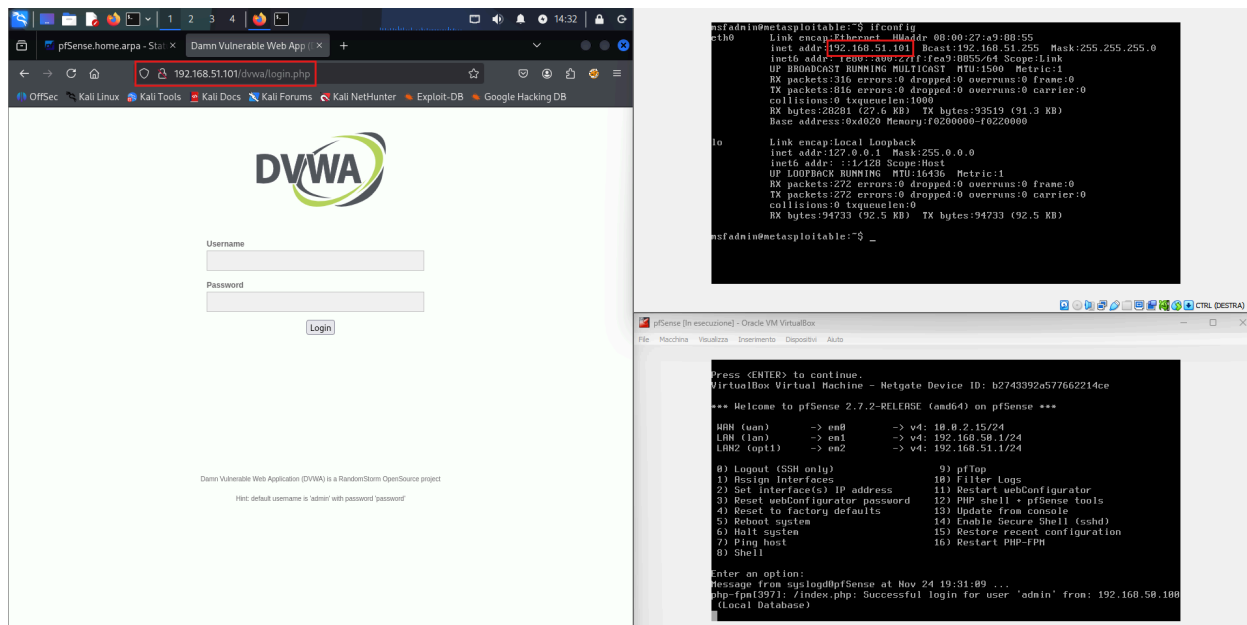 1 2 3 4 14:32
pfSense.home.arpa - Stat × Damn Vulnerable Web App ( × +
192.168.51.101/dvwa/login.php
OffSec Kali Linux Kali Tools Kali Docs Kali Forums Kali NetHunter Exploit-DB Google Hacking DB
DVWA
Username
Password
Login
Damn Vulnerable Web Application (DVWA) is a RandomStorm OpenSource project
Hint: default username is 'admin' with password 'password'
msfadmin@metasploitable:~$ ifconfig
eth0 Link encap:Ethernet HWaddr 08:00:27:a9:88:55
inet addr:192.168.51.101 Bcast:192.168.51.255 Mask:255.255.255.0
inet6 addr: fe80::a00:27ff:fea9:8855/64 Scope:Link
UP BROADCAST RUNNING MULTICAST MTU:1500 Metric:1
RX packets:316 errors:0 dropped:0 overruns:0 frame:0
TX packets:816 errors:0 dropped:0 overruns:0 carrier:0
collisions:0 txqueuelen:1000
RX bytes:28281 (27.6 KB) TX bytes:93519 (91.3 KB)
Base address:0xd020 Memory:f0200000-f0220000
lo Link encap:Local Loopback
inet addr:127.0.0.1 Mask:255.0.0.0
inet6 addr: ::1/128 Scope:Host
UP LOOPBACK RUNNING MTU:16436 Metric:1
RX packets:272 errors:0 dropped:0 overruns:0 frame:0
TX packets:272 errors:0 dropped:0 overruns:0 carrier:0
collisions:0 txqueuelen:0
RX bytes:94733 (92.5 KB) TX bytes:94733 (92.5 KB)
msfadmin@metasploitable:~$ _
CTRL (DESTRA)
pfSense [In esecuzione] - Oracle VM VirtualBox
File Macchina Visualizza Inserimento Dispositivi Aiuto
Press <ENTER> to continue.
VirtualBox Virtual Machine - Netgate Device ID: b2743392a577662214ce
*** Welcome to pfSense 2.7.2-RELEASE (amd64) on pfSense ***
WAN (wan) -> em0 -> v4: 10.0.2.15/24
LAN (lan) -> em1 -> v4: 192.168.50.1/24
LAN2 (opt1) -> em2 -> v4: 192.168.51.1/24
0) Logout (SSH only) 9) pfTop
1) Assign Interfaces 10) Filter Logs
2) Set interface(s) IP address 11) Restart webConfigurator
3) Reset webConfigurator password 12) PHP shell + pfSense tools
4) Reset to factory defaults 13) Update from console
5) Reboot system 14) Enable Secure Shell (sshd)
6) Halt system 15) Restore recent configuration
7) Ping host 16) Restart PHP-FPM
8) Shell
Enter an option:
Message from syslogd@pfSense at Nov 24 19:31:09 ...
php-fpm[397]: /index.php: Successful login for user 'admin' from: 192.168.50.100
(Local Database)